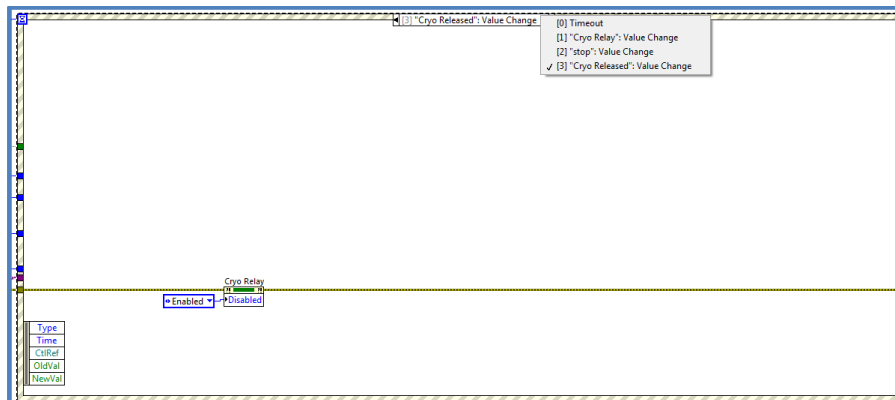 [3] "Cryo Released": Value Change
[0] Timeout
[1] "Cryo Relay": Value Change
[2] "stop": Value Change
✓ [3] "Cryo Released": Value Change
Cryo Relay
Enabled
Disabled
Type
Time
CtlRef
OldVal
NewVal